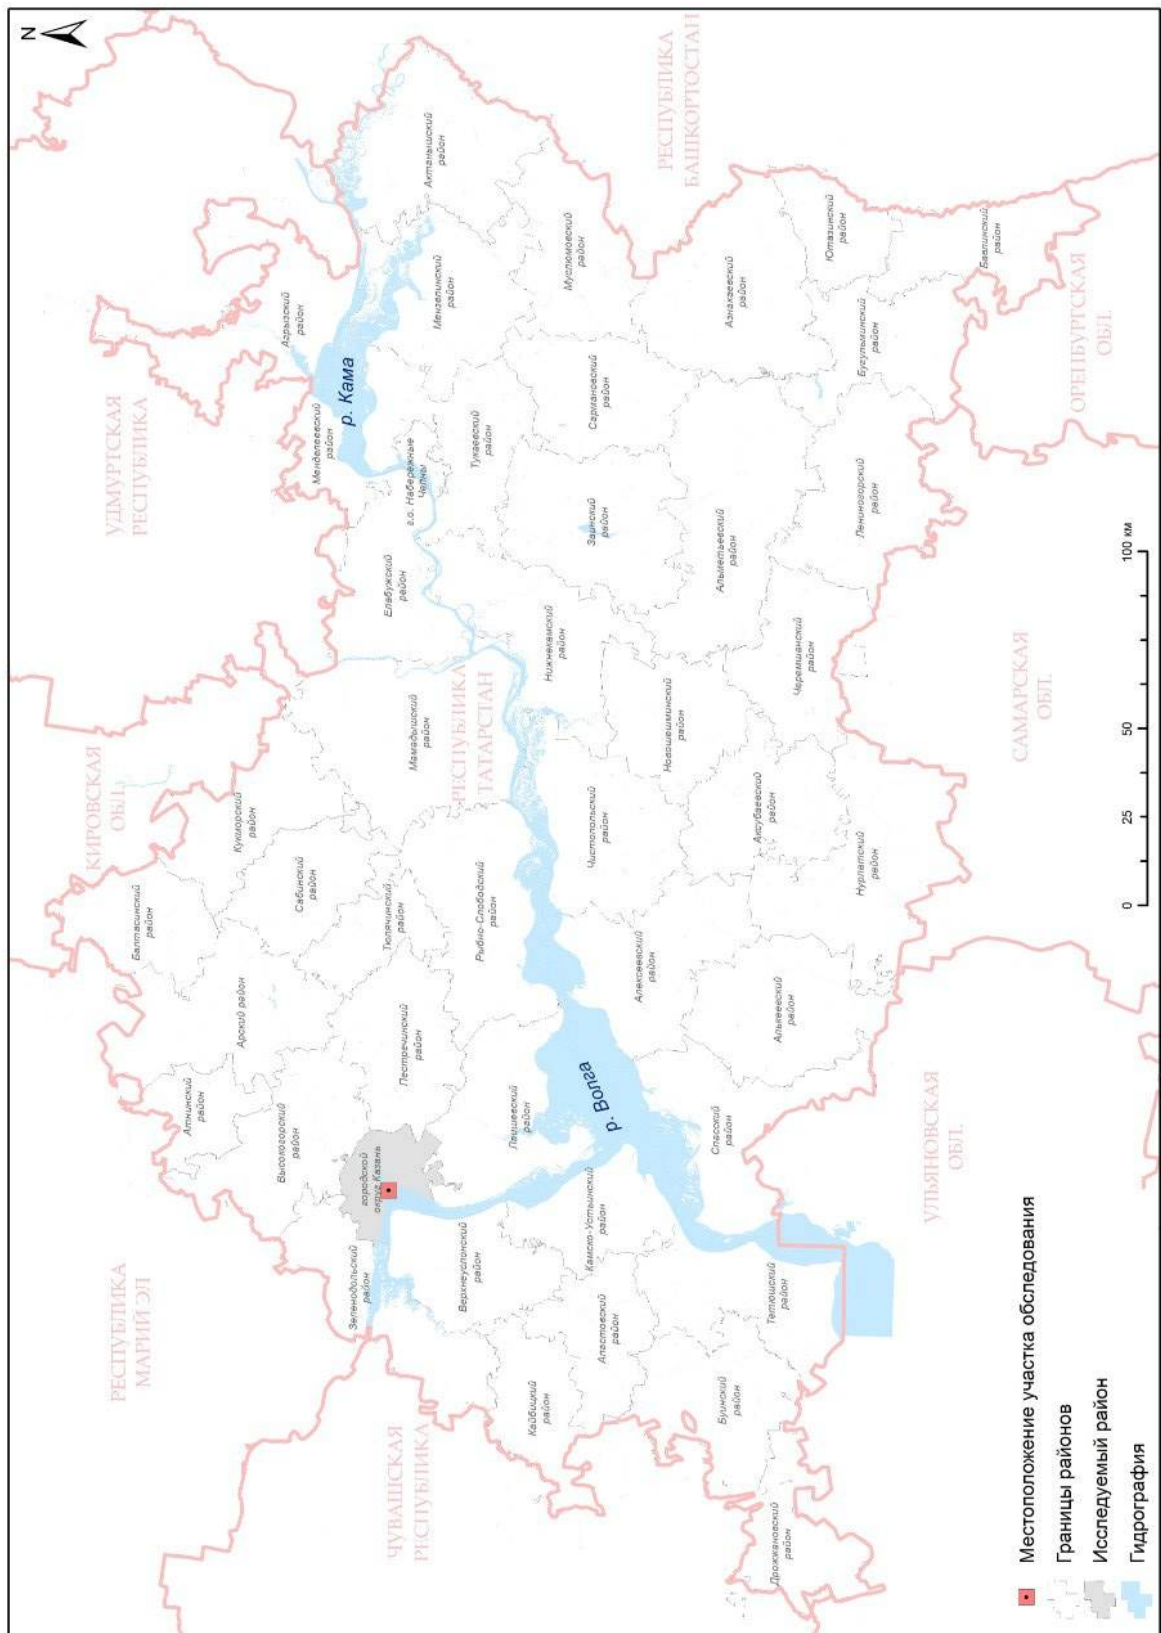 N
УДМУРТСКАЯ
РЕСПУБЛИКА
КИРОВСКАЯ
ОБЛ.
РЕСПУБЛИКА
МАРИЙ ЭЛ
ЧУВАШСКАЯ
РЕСПУБЛИКА
РЕСПУБЛИКА
ТАТАРСТАН
РЕСПУБЛИКА
БАШКОРТОСТАН
ОРЕНБУРГСКАЯ
ОБЛ.
САМАРСКАЯ
ОБЛ.
УЛЬЯНОВСКАЯ
ОБЛ.
Балтасинский
район
Кукморский
район
Атнинский
район
Арский район
Сабинский
район
Высокогорский
район
Тюлячинский
район
Пестречинский
район
Мамадышский
район
Рыбно-Слободский
район
городской
округ Казань
Зеленодольский
район
Лаишевский
район
Верхнеуслонский
район
Камско-Устьинский
район
Кайбицкий
район
Апастовский
район
Буинский
район
Тетюшский
район
Дрожжановский
район
Спасский
район
Алексеевский
район
Алькеевский
район
Чистопольский
район
Новошешминский
район
Аксубаевский
район
Нурлатский
район
Черемшанский
район
Нижнекамский
район
Елабужский
район
Менделеевский
район
Агрызский
район
г.о. Набережные
Челны
Тукаевский
район
Заинский
район
Альметьевский
район
Лениногорский
район
Сармановский
район
Мензелинский
район
Актанышский
район
Муслюмовский
район
Азнакаевский
район
Бугульминский
район
Ютазинский
район
Бавлинский
район
р. Кама
р. Волга
0
25
50
100 км
Местоположение участка обследования
Границы районов
Исследуемый район
Гидрография